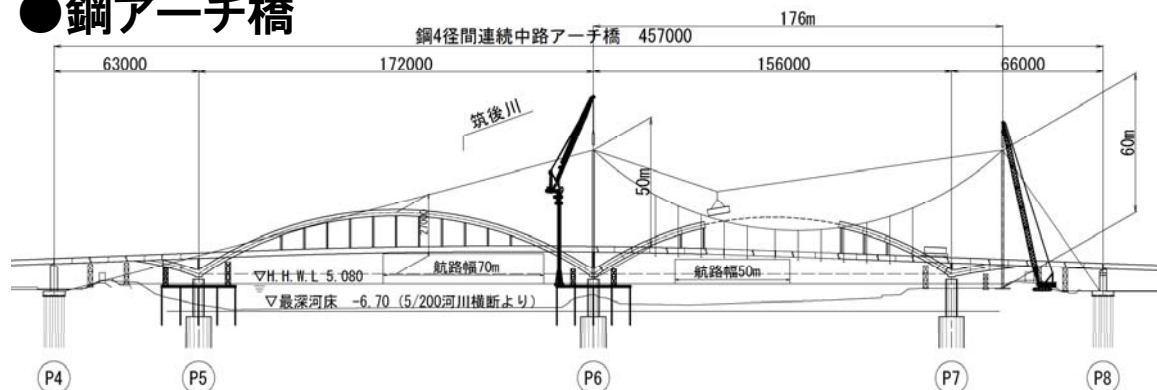 ●鋼アーチ橋
176m
鋼4径間連続中路アーチ橋 457000
63000
172000
156000
66000
筑後川
50m
60m
▽H.H.W.L 5.080
航路幅70m
航路幅50m
▽最深河床 -6.70 (5/200河川横断より)
P4
P5
P6
P7
P8